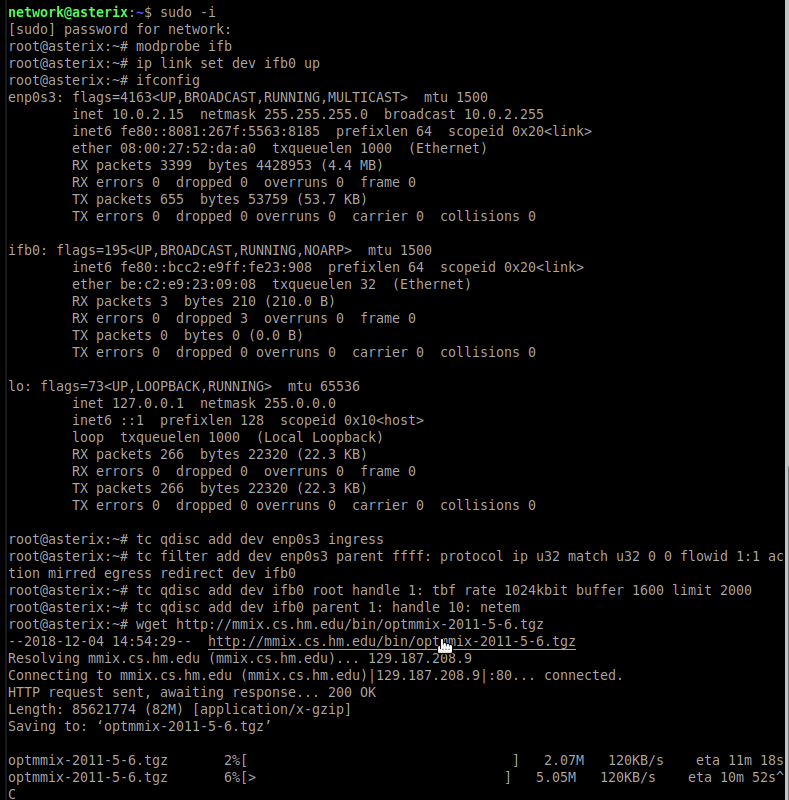 network@asterix:~$ sudo -i
[sudo] password for network:
root@asterix:~# modprobe ifb
root@asterix:~# ip link set dev ifb0 up
root@asterix:~# ifconfig
enp0s3: flags=4163<UP,BROADCAST,RUNNING,MULTICAST>  mtu 1500
        inet 10.0.2.15  netmask 255.255.255.0  broadcast 10.0.2.255
        inet6 fe80::8081:267f:5563:8185  prefixlen 64  scopeid 0x20<link>
        ether 08:00:27:52:da:a0  txqueuelen 1000  (Ethernet)
        RX packets 3399  bytes 4428953 (4.4 MB)
        RX errors 0  dropped 0  overruns 0  frame 0
        TX packets 655  bytes 53759 (53.7 KB)
        TX errors 0  dropped 0 overruns 0  carrier 0  collisions 0

ifb0: flags=195<UP,BROADCAST,RUNNING,NOARP>  mtu 1500
        inet6 fe80::bcc2:e9ff:fe23:908  prefixlen 64  scopeid 0x20<link>
        ether be:c2:e9:23:09:08  txqueuelen 32  (Ethernet)
        RX packets 3  bytes 210 (210.0 B)
        RX errors 0  dropped 3  overruns 0  frame 0
        TX packets 0  bytes 0 (0.0 B)
        TX errors 0  dropped 0 overruns 0  carrier 0  collisions 0

lo: flags=73<UP,LOOPBACK,RUNNING>  mtu 65536
        inet 127.0.0.1  netmask 255.0.0.0
        inet6 ::1  prefixlen 128  scopeid 0x10<host>
        loop  txqueuelen 1000  (Local Loopback)
        RX packets 266  bytes 22320 (22.3 KB)
        RX errors 0  dropped 0  overruns 0  frame 0
        TX packets 266  bytes 22320 (22.3 KB)
        TX errors 0  dropped 0 overruns 0  carrier 0  collisions 0

root@asterix:~# tc qdisc add dev enp0s3 ingress
root@asterix:~# tc filter add dev enp0s3 parent ffff: protocol ip u32 match u32 0 0 flowid 1:1 ac
tion mirred egress redirect dev ifb0
root@asterix:~# tc qdisc add dev ifb0 root handle 1: tbf rate 1024kbit buffer 1600 limit 2000
root@asterix:~# tc qdisc add dev ifb0 parent 1: handle 10: netem
root@asterix:~# wget http://mmix.cs.hm.edu/bin/optmmix-2011-5-6.tgz
--2018-12-04 14:54:29--  http://mmix.cs.hm.edu/bin/optmmix-2011-5-6.tgz
Resolving mmix.cs.hm.edu (mmix.cs.hm.edu)... 129.187.208.9
Connecting to mmix.cs.hm.edu (mmix.cs.hm.edu)|129.187.208.9|:80... connected.
HTTP request sent, awaiting response... 200 OK
Length: 85621774 (82M) [application/x-gzip]
Saving to: ‘optmmix-2011-5-6.tgz’

optmmix-2011-5-6.tgz       2%[                                 ]   2.07M   120KB/s    eta 11m 18s
optmmix-2011-5-6.tgz       6%[>                               ]   5.05M   120KB/s    eta 10m 52s^
C